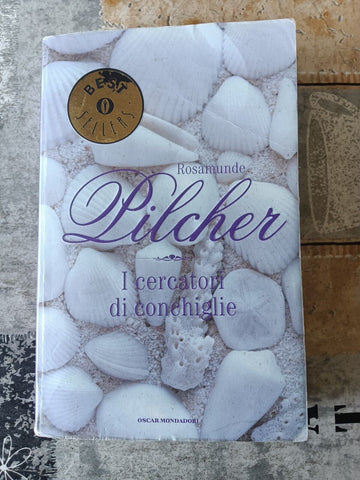 BEST
SELLERS
Rosamunde
Pilcher
I cercatori
di conchiglie
OSCAR MONDADORI